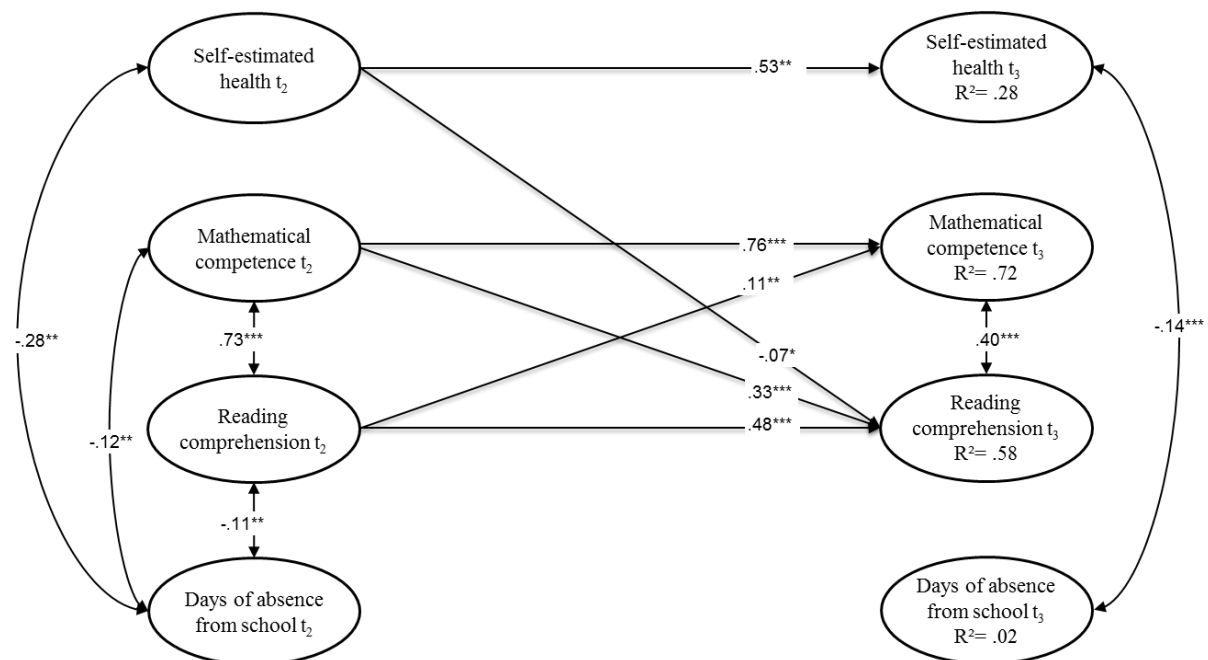 Self-estimated
health t₂
Self-estimated
health t₃
R²= .28
.53**
Mathematical
competence t₂
Mathematical
competence t₃
R²= .72
.76***
.11**
-.28**
.73***
-.07*
.40***
-.14***
.33***
Reading
comprehension t₂
Reading
comprehension t₃
R²= .58
.48***
-.12**
-.11**
Days of absence
from school t₂
Days of absence
from school t₃
R²= .02